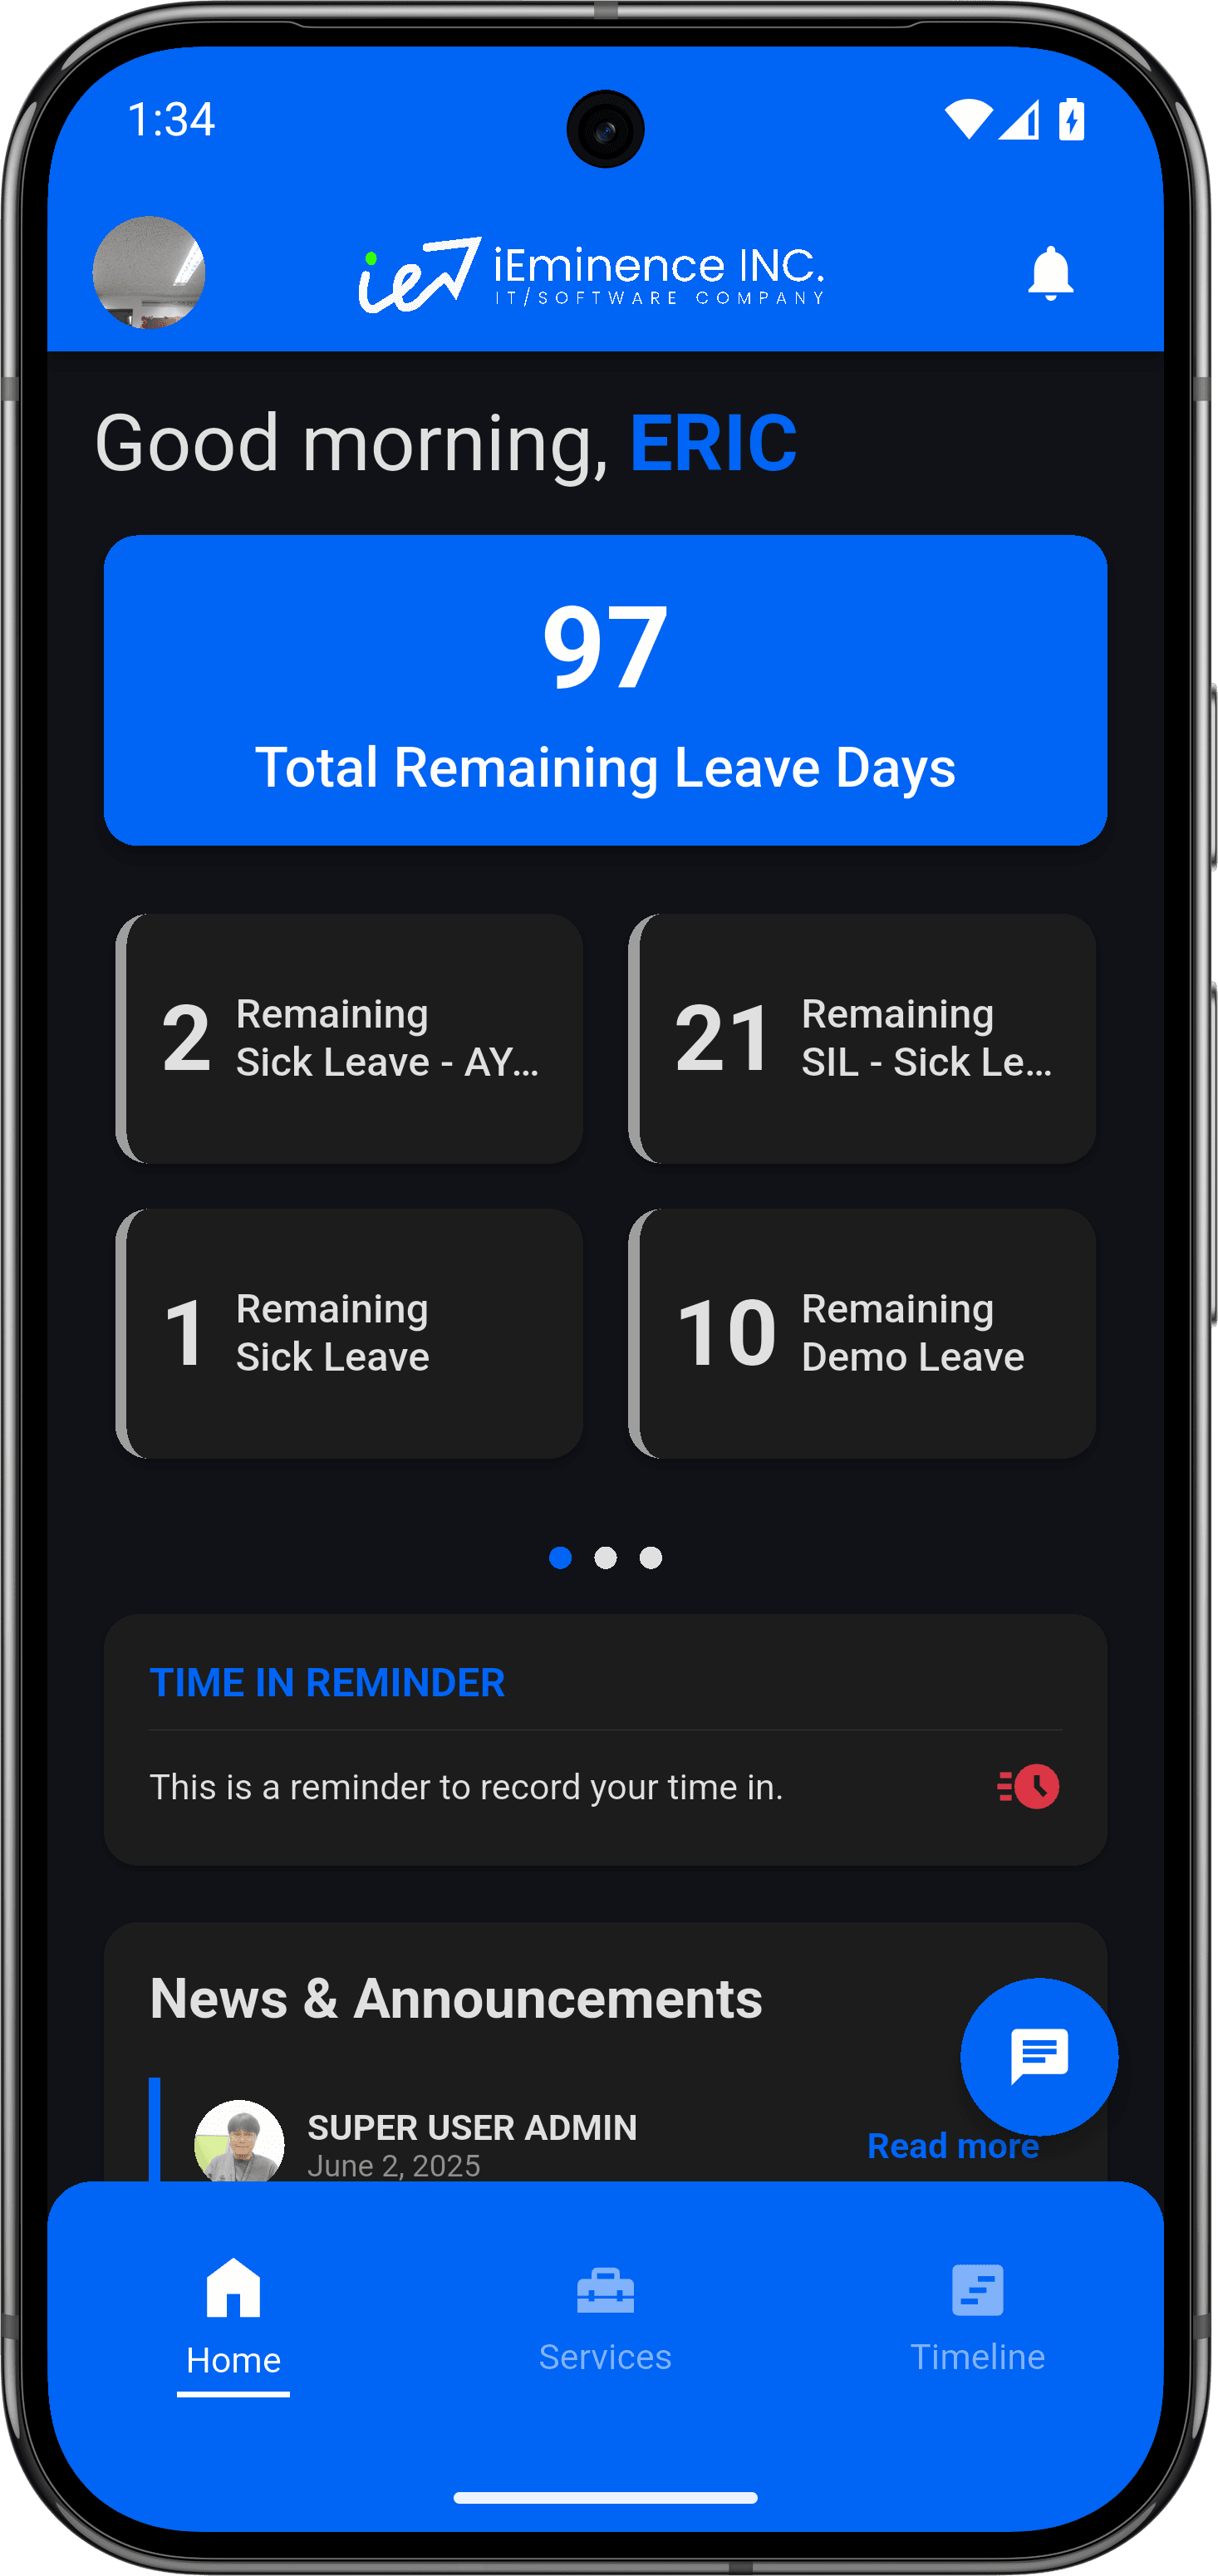 1:34
iEminence INC.
IT/SOFTWARE COMPANY
Good morning, ERIC
97
Total Remaining Leave Days
2
Remaining
Sick Leave - AY...
21
Remaining
SIL - Sick Le...
1
Remaining
Sick Leave
10
Remaining
Demo Leave
TIME IN REMINDER
This is a reminder to record your time in.
News & Announcements
SUPER USER ADMIN
June 2, 2025
Read more
Home
Services
Timeline